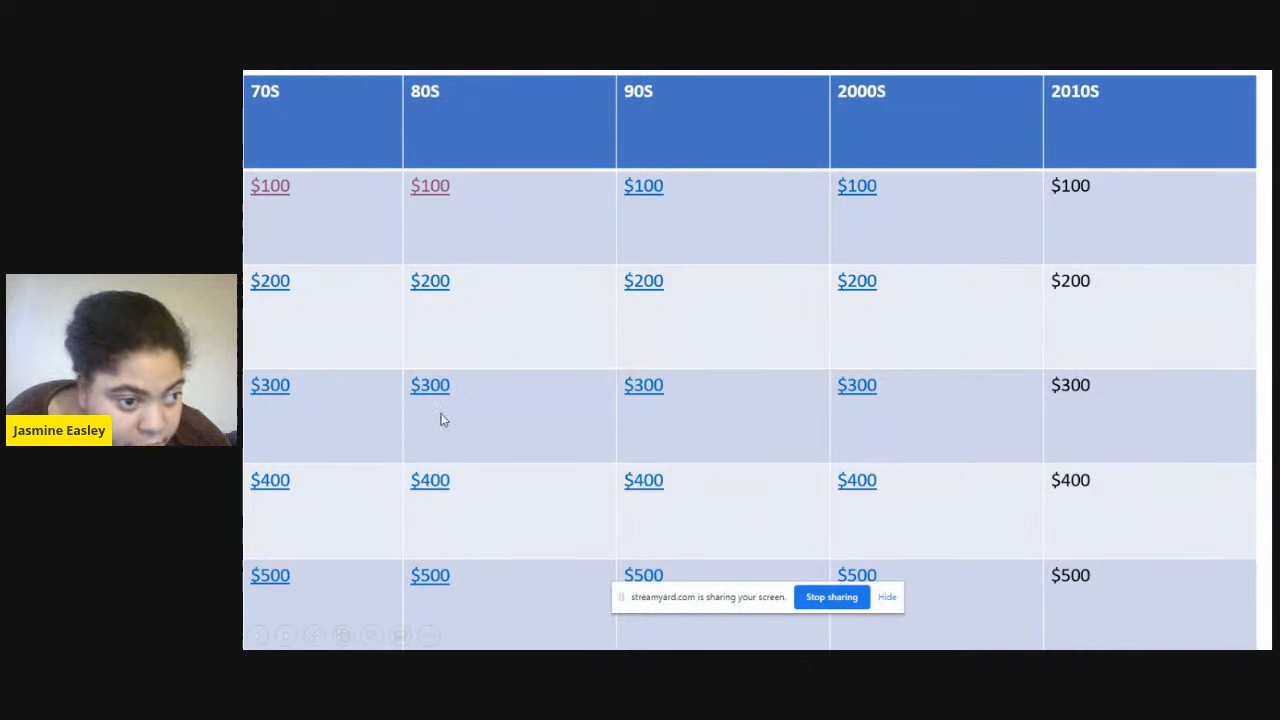 70S 80S 90S 2000S 2010S
$100 $100 $100 $100 $100
$200 $200 $200 $200 $200
$300 $300 $300 $300 $300
Jasmine Easley
$400 $400 $400 $400 $400
$500 $500 $500 $500 $500
streamyard.com is sharing your screen. Stop sharing Hide